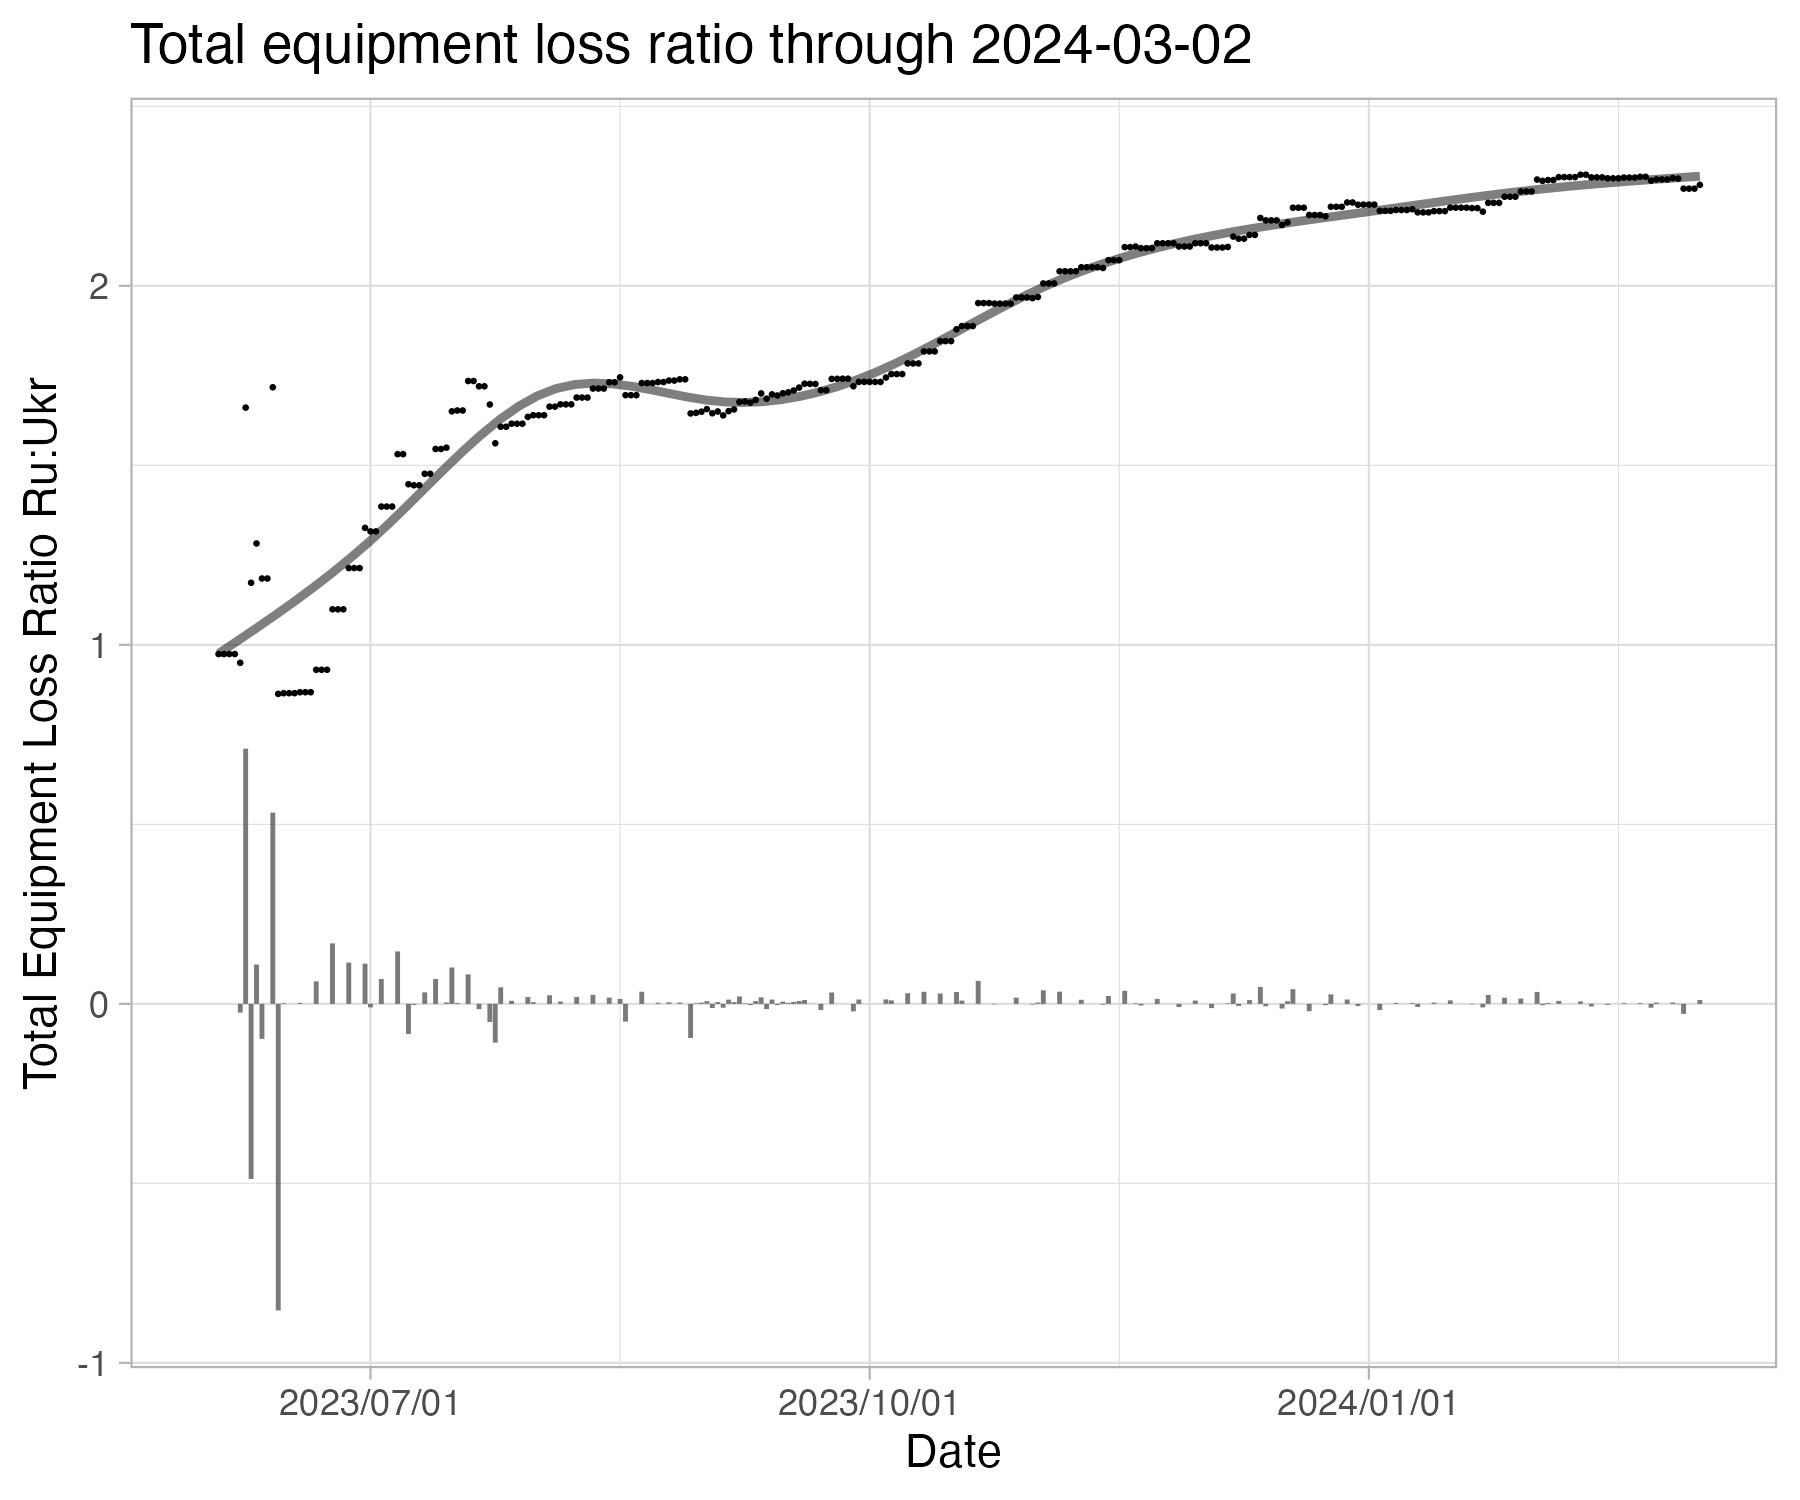 Total equipment loss ratio through 2024-03-02
Total Equipment Loss Ratio Ru:Ukr
2
1
0
-1
2023/07/01
2023/10/01
2024/01/01
Date